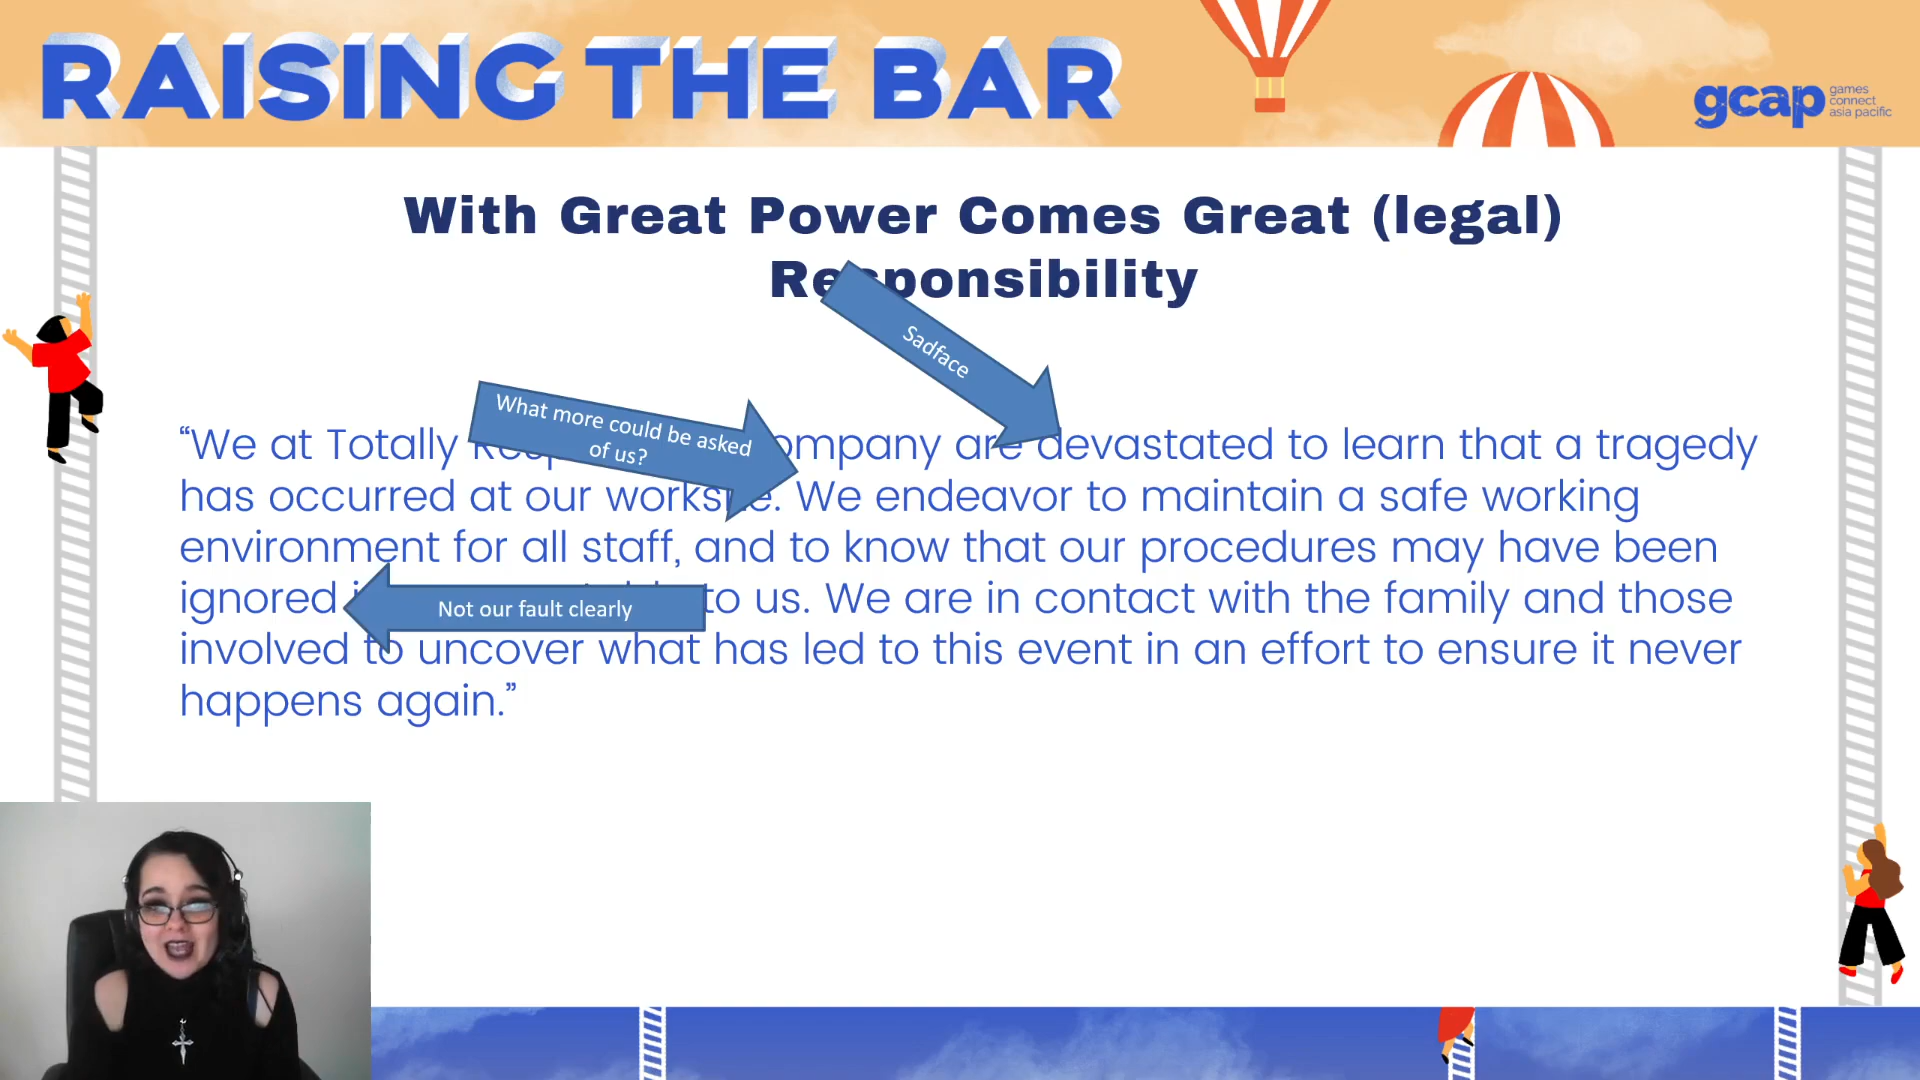 RAISING THE BAR
gcap games
connect
asia pacific
With Great Power Comes Great (legal)
Responsibility
Sadface
What more could be asked
of us?
“We at Totally ompany are devastated to learn that a tragedy
has occurred at our worksite. We endeavor to maintain a safe working
environment for all staff, and to know that our procedures may have been
ignored to us. We are in contact with the family and those
Not our fault clearly
involved to uncover what has led to this event in an effort to ensure it never
happens again.”